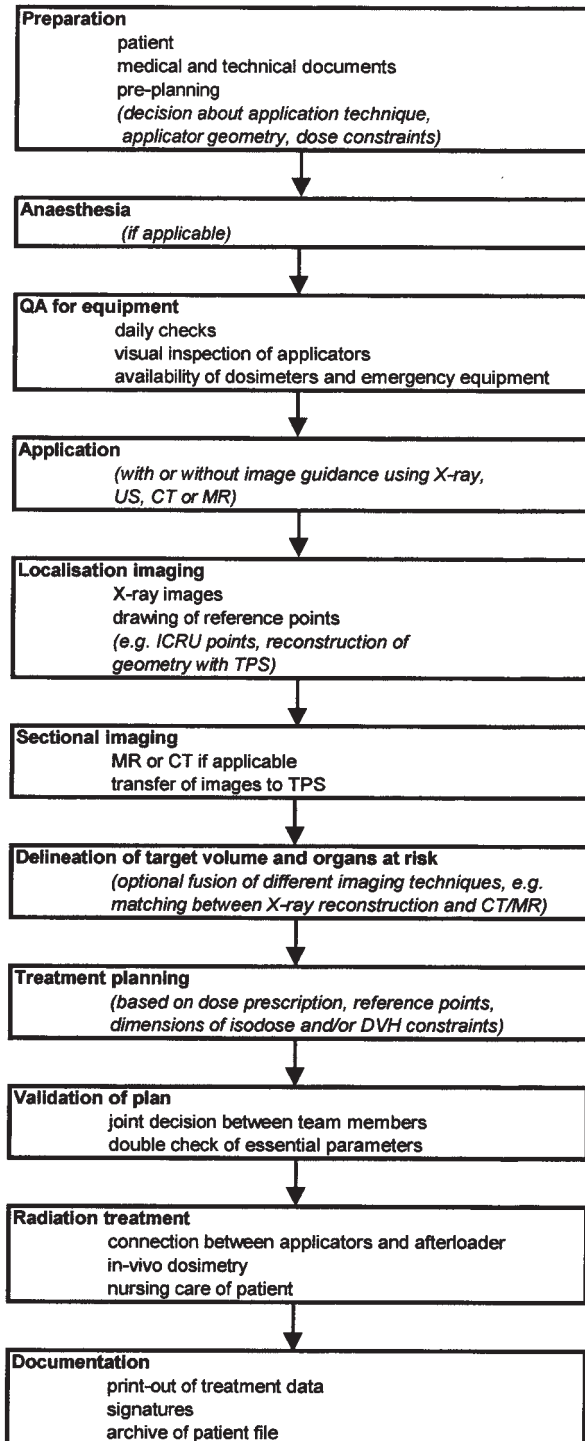 Preparation
patient
medical and technical documents
pre-planning
(decision about application technique,
applicator geometry, dose constraints)
Anaesthesia
(if applicable)
QA for equipment
daily checks
visual inspection of applicators
availability of dosimeters and emergency equipment
Application
(with or without image guidance using X-ray,
US, CT or MR)
Localisation imaging
X-ray images
drawing of reference points
(e.g. ICRU points, reconstruction of
geometry with TPS)
Sectional imaging
MR or CT if applicable
transfer of images to TPS
Delineation of target volume and organs at risk
(optional fusion of different imaging techniques, e.g.
matching between X-ray reconstruction and CT/MR)
Treatment planning
(based on dose prescription, reference points,
dimensions of isodose and/or DVH constraints)
Validation of plan
joint decision between team members
double check of essential parameters
Radiation treatment
connection between applicators and afterloader
in-vivo dosimetry
nursing care of patient
Documentation
print-out of treatment data
signatures
archive of patient file